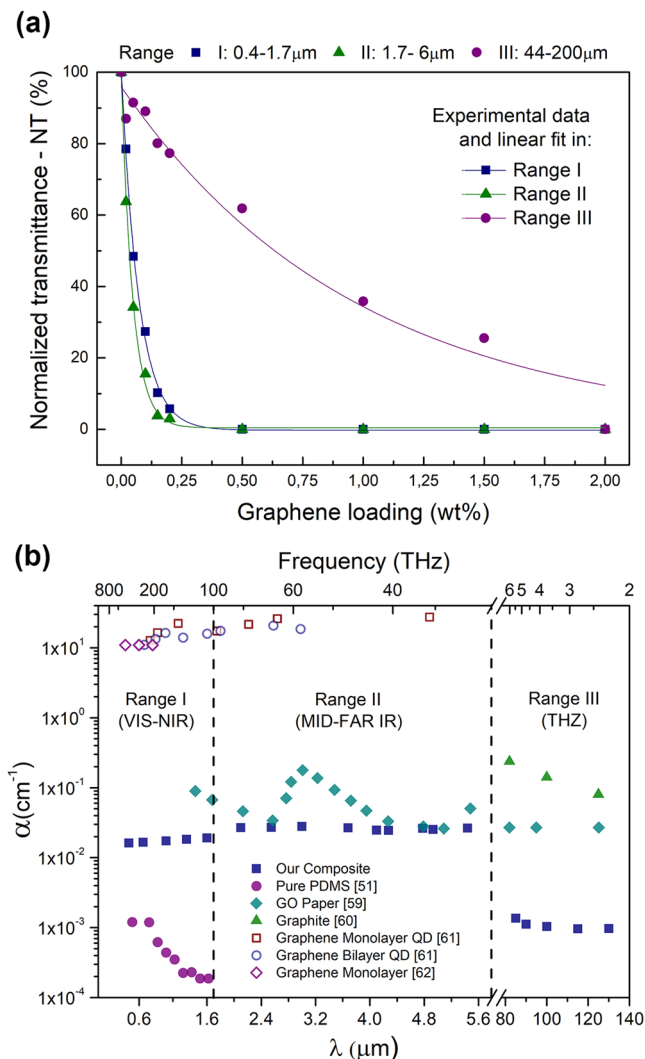 (a)
Range I: 0.4-1.7μm II: 1.7- 6μm III: 44-200μm
Normalized transmittance - NT (%)
100
80
60
40
20
0
Experimental data
and linear fit in:
Range I
Range II
Range III
0,00 0,25 0,50 0,75 1,00 1,25 1,50 1,75 2,00
Graphene loading (wt%)
(b)
Frequency (THz)
800 200 100 60 40 6 5 4 3 2
α(cm⁻¹)
1x10¹
1x10⁰
1x10⁻¹
1x10⁻²
1x10⁻³
1x10⁻⁴
Range I
(VIS-NIR)
Range II
(MID-FAR IR)
Range III
(THZ)
Our Composite
Pure PDMS [51]
GO Paper [59]
Graphite [60]
Graphene Monolayer QD [61]
Graphene Bilayer QD [61]
Graphene Monolayer [62]
0.6 1.6 2.4 3.2 4.0 4.8 5.6 80 100 120 140
λ (μm)